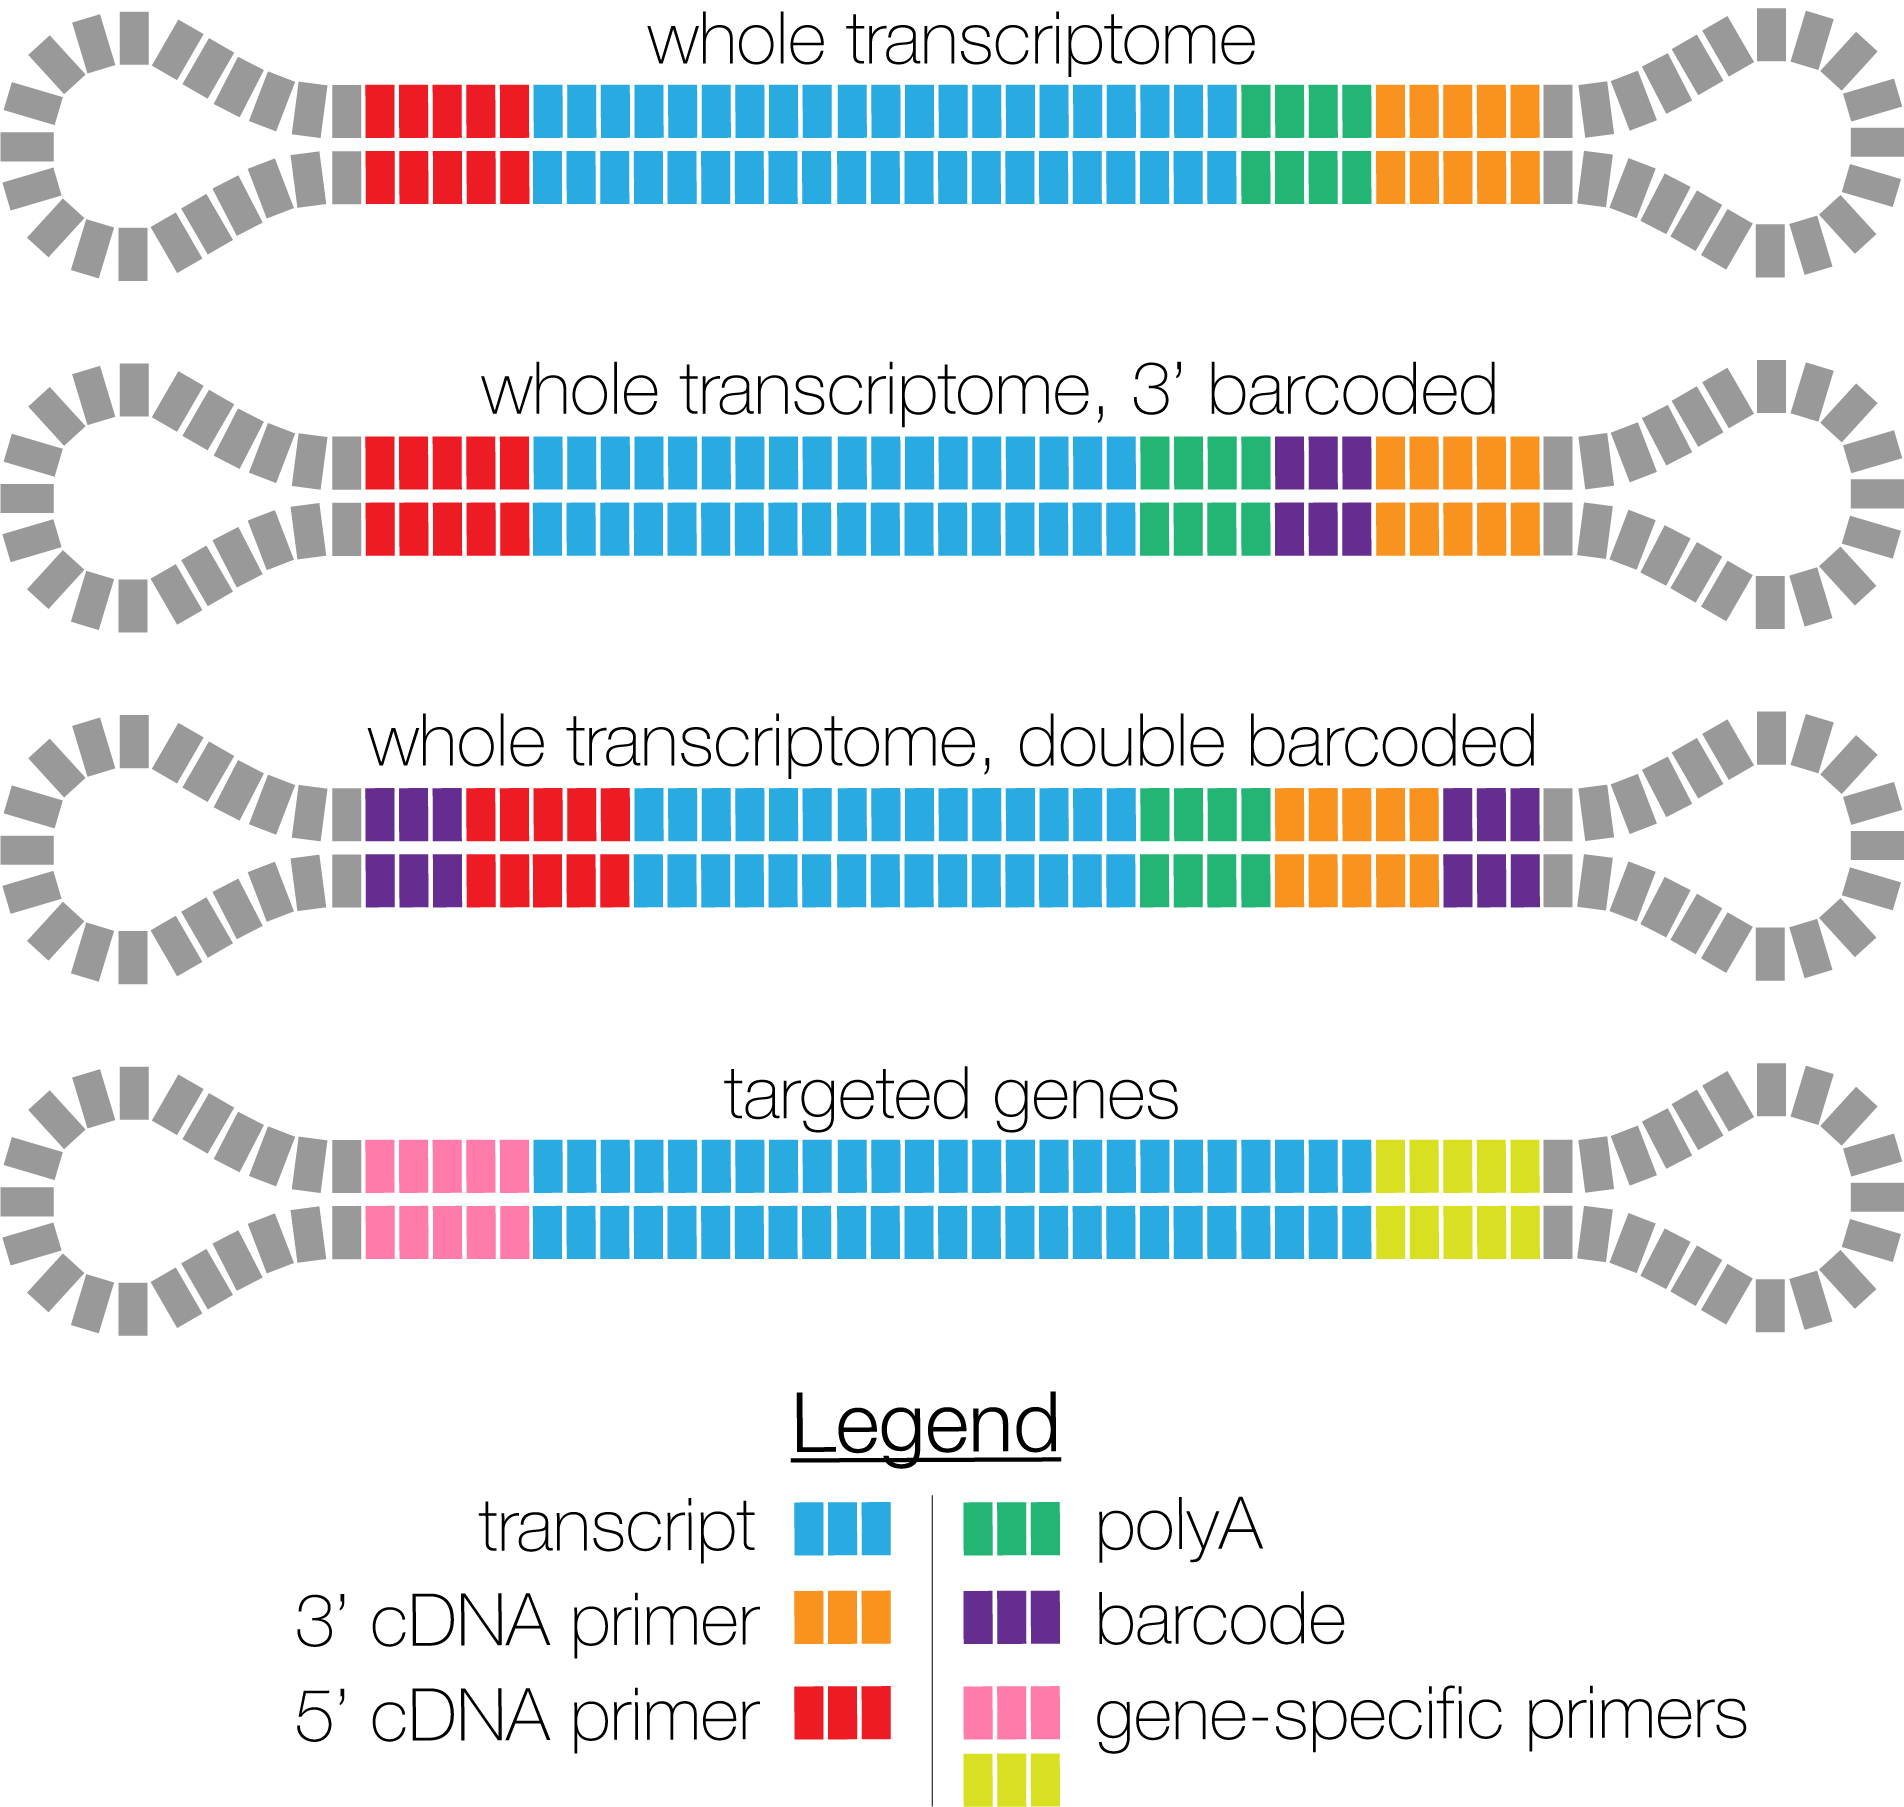 whole transcriptome
whole transcriptome, 3’ barcoded
whole transcriptome, double barcoded
targeted genes
Legend
transcript
polyA
3’ cDNA primer
barcode
5’ cDNA primer
gene-specific primers